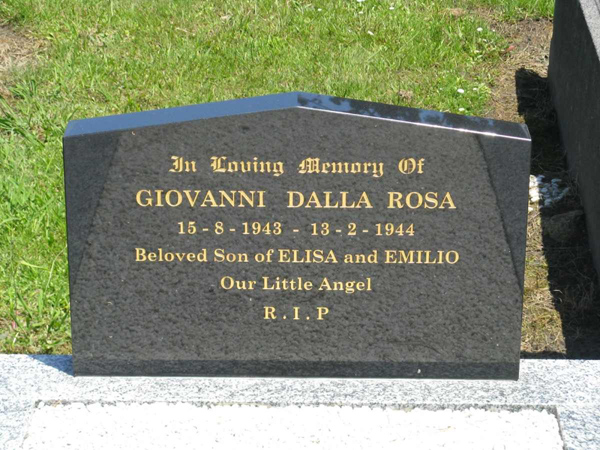 In Loving Memory Of
GIOVANNI DALLA ROSA
15 - 8 - 1943 - 13 - 2 - 1944
Beloved Son of ELISA and EMILIO
Our Little Angel
R . I . P